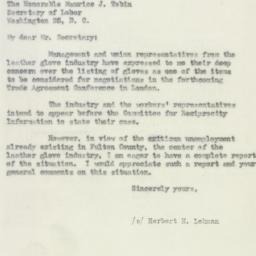 The Honorable Maurice J. Tobin
Secretary of Labor
Washington 25, D. C.
My dear Mr. Secretary:
Management and union representatives from the
leather glove industry have expressed to me their deep
concern over the listing of gloves as one of the items
to be considered for negotiations in the forthcoming
Trade Agreement Conference in London.
The industry and the workers' representatives
intend to appear before the Committee for Reciprocity
Information to state their case.
However, in view of the critical unemployment
already existing in Fulton County, the center of the
leather glove industry, I am eager to have a complete report
of the situation. I would appreciate such a report and your
general comments on this situation.
Sincerely yours,
/s/ Herbert H. Lehman